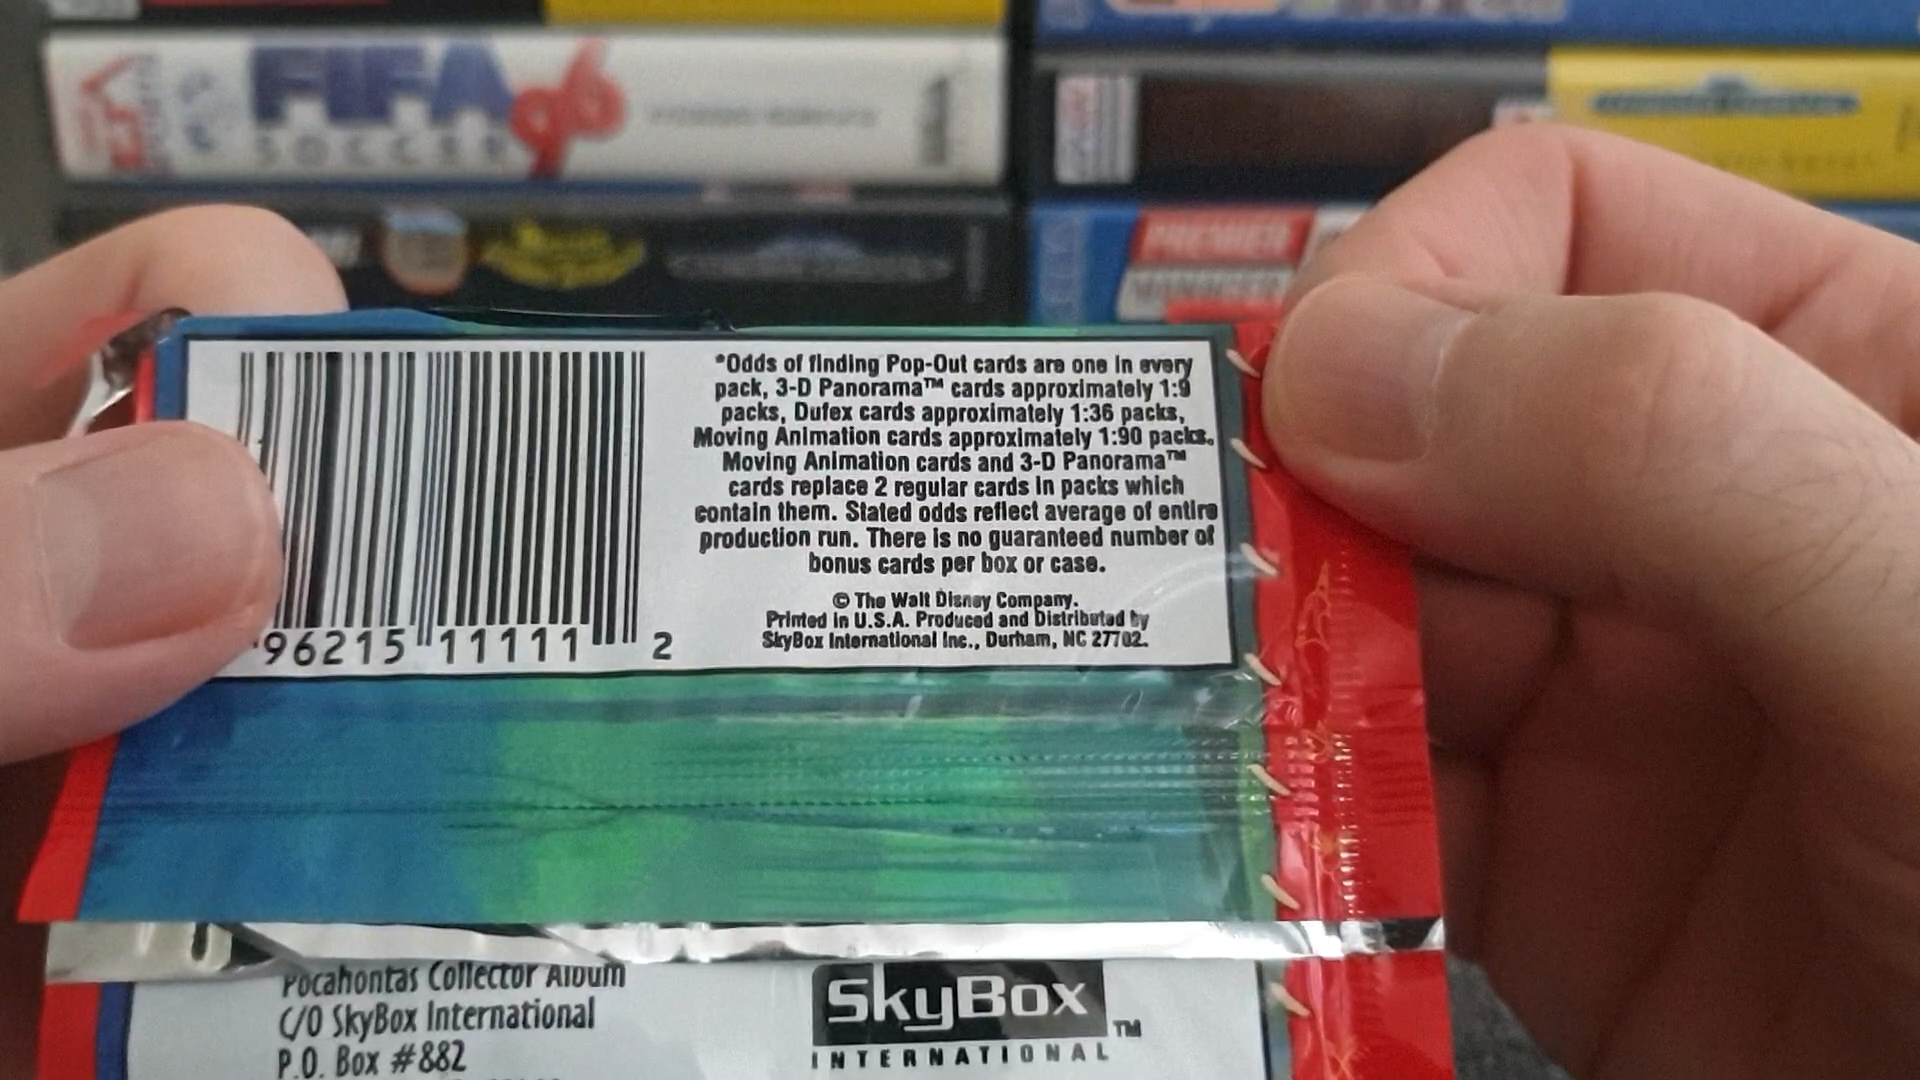 FIFA 96
SOCCER
PREMIER
MANAGER
*Odds of finding Pop-Out cards are one in every
pack, 3-D Panorama™ cards approximately 1:9
packs, Dufex cards approximately 1:36 packs,
Moving Animation cards approximately 1:90 packs.
Moving Animation cards and 3-D Panorama™
cards replace 2 regular cards in packs which
contain them. Stated odds reflect average of entire
production run. There is no guaranteed number of
bonus cards per box or case.
© The Walt Disney Company.
Printed in U.S.A. Produced and Distributed by
SkyBox International Inc., Durham, NC 27702.
96215 11111 2
Pocahontas Collector Album
C/O SkyBox International
P.O. Box #882
SkyBox™
INTERNATIONAL